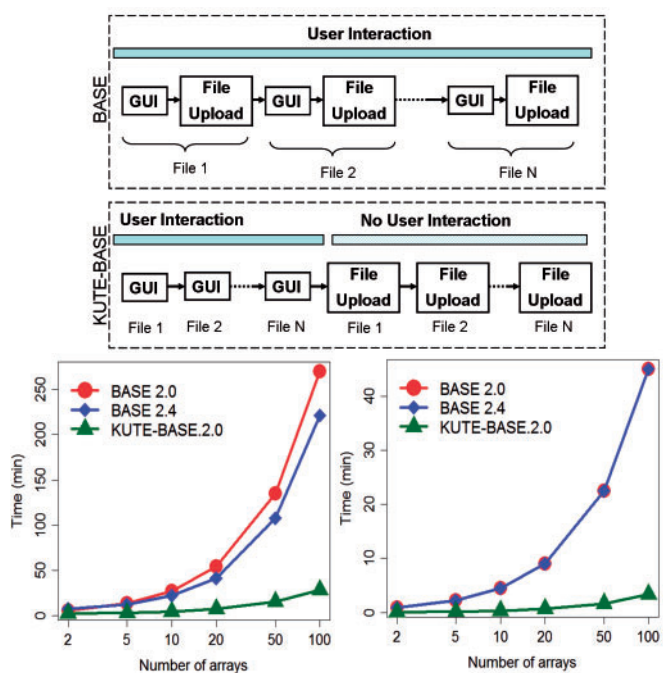 User Interaction
BASE
GUI
File
Upload
GUI
File
Upload
GUI
File
Upload
File 1
File 2
File N
User Interaction
No User Interaction
KUTE-BASE
GUI
GUI
GUI
File
Upload
File
Upload
File
Upload
File 1
File 2
File N
File 1
File 2
File N
BASE 2.0
BASE 2.4
KUTE-BASE.2.0
Time (min)
250
200
150
100
50
0
2 5 10 20 50 100
Number of arrays
BASE 2.0
BASE 2.4
KUTE-BASE.2.0
Time (min)
40
30
20
10
0
2 5 10 20 50 100
Number of arrays